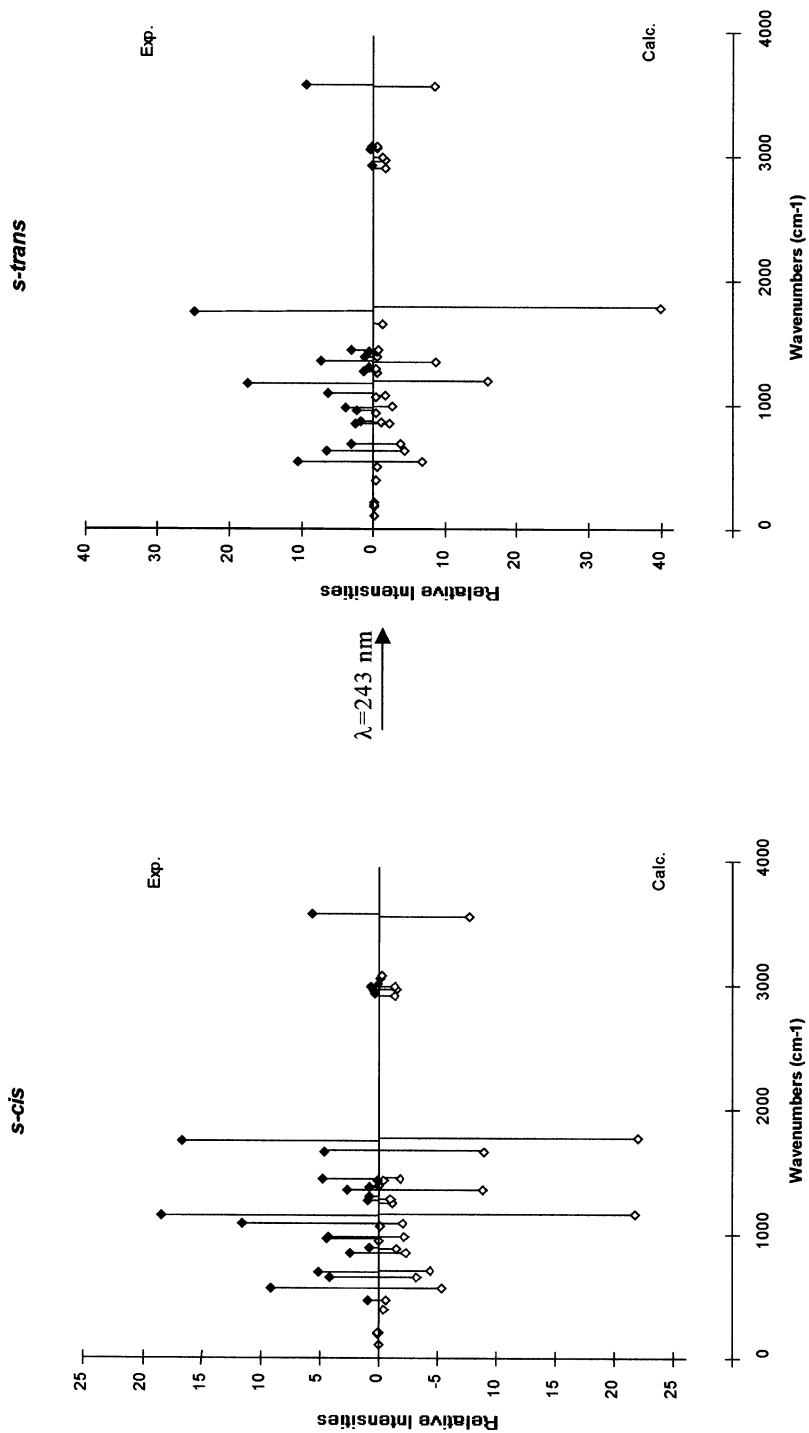 s-cis
Exp.
25
20
15
10
5
0
-5
10
15
20
25
Relative Intensities
Calc.
0
1000
2000
3000
4000
Wavenumbers (cm-1)
λ=243 nm
s-trans
Exp.
40
30
20
10
0
10
20
30
40
Relative Intensities
Calc.
0
1000
2000
3000
4000
Wavenumbers (cm-1)